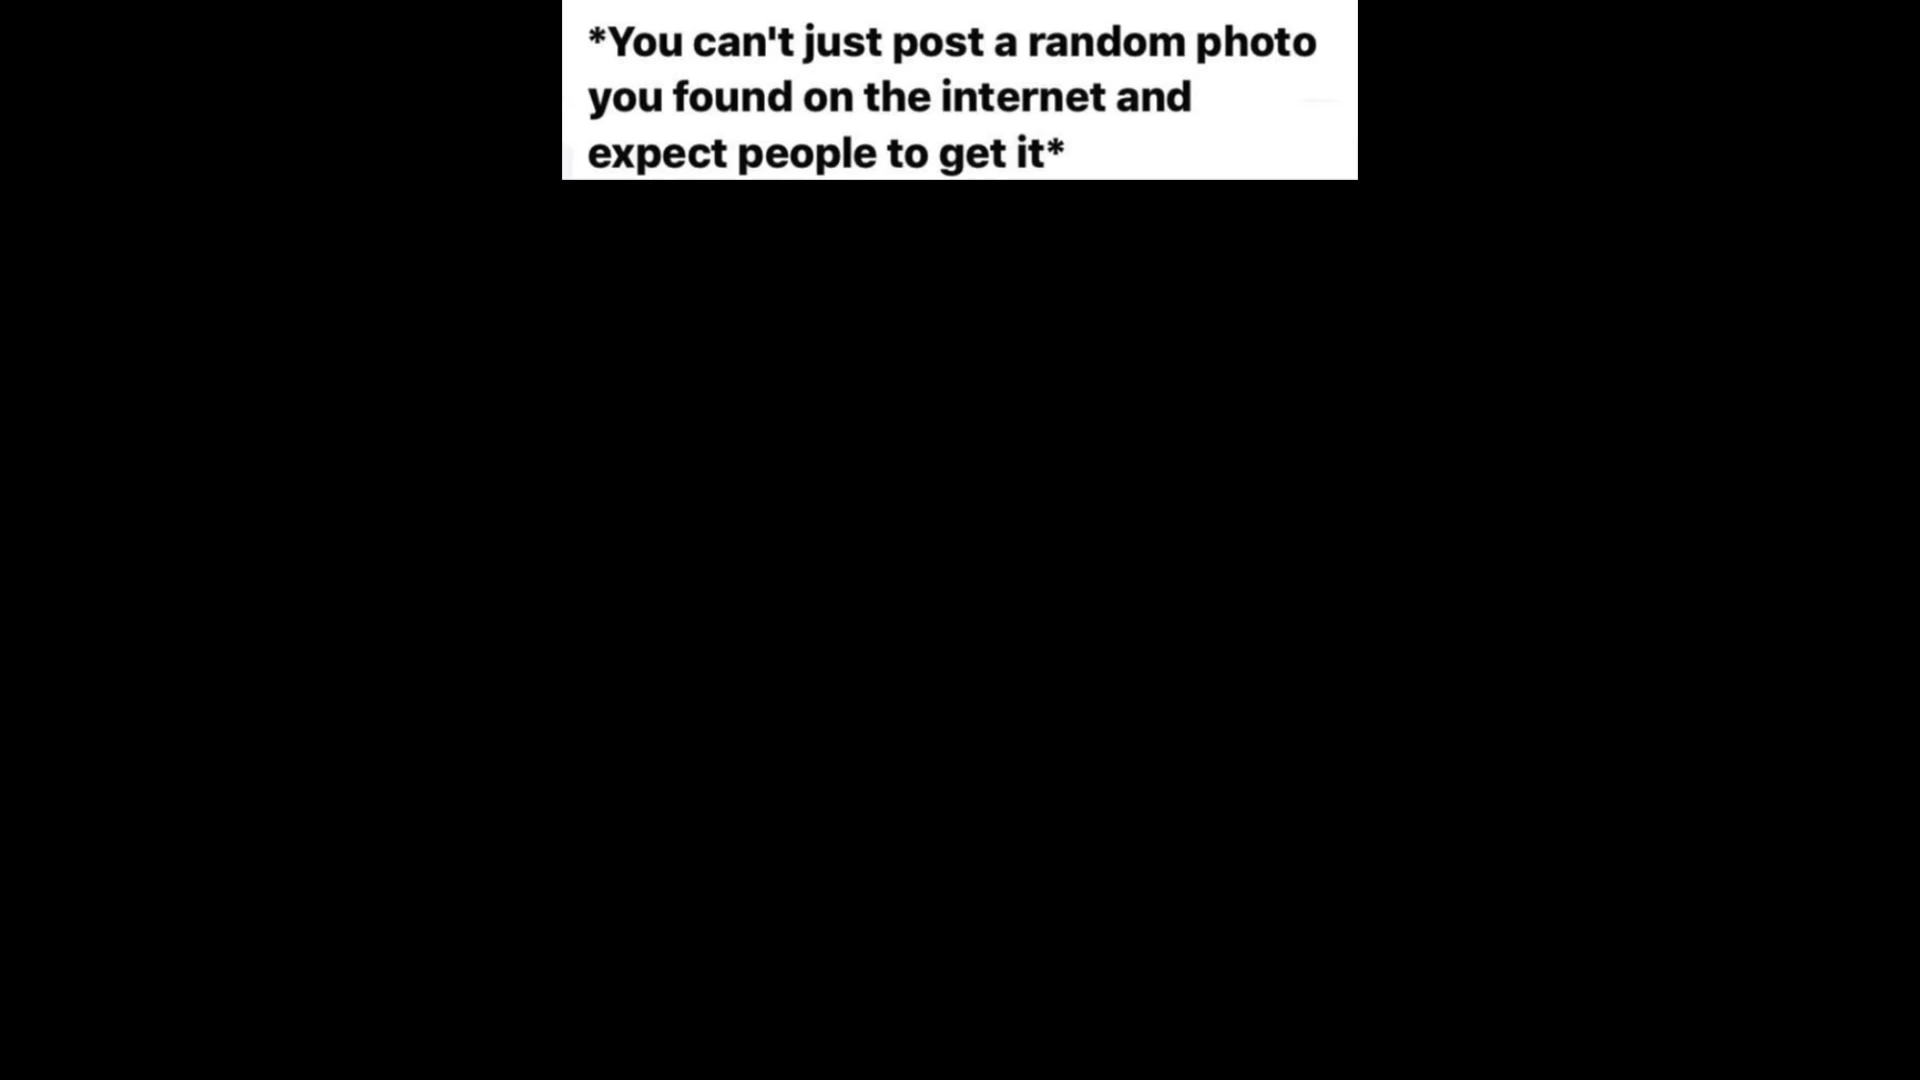 *You can't just post a random photo
you found on the internet and
expect people to get it*